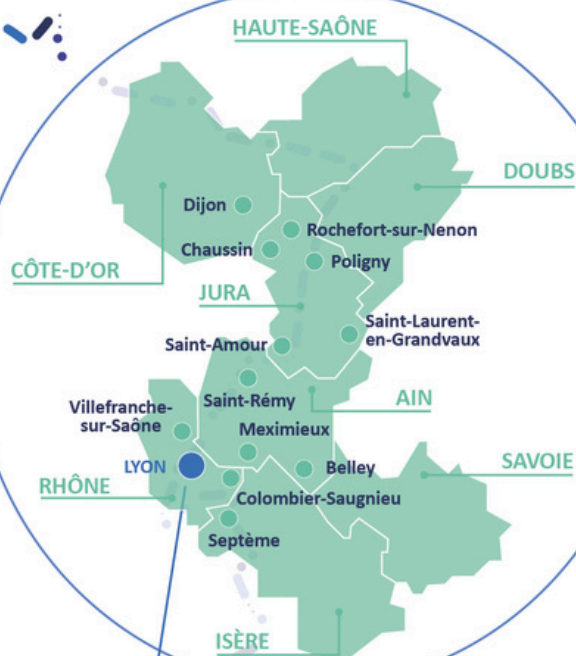 HAUTE-SAÔNE
DOUBS
Dijon
Rochefort-sur-Nenon
Chaussin
Poligny
CÔTE-D'OR
JURA
Saint-Laurent-
en-Grandvaux
Saint-Amour
Saint-Rémy
AIN
Villefranche-
sur-Saône
Meximieux
LYON
Belley
SAVOIE
RHÔNE
Colombier-Saugnieu
Septème
ISÈRE